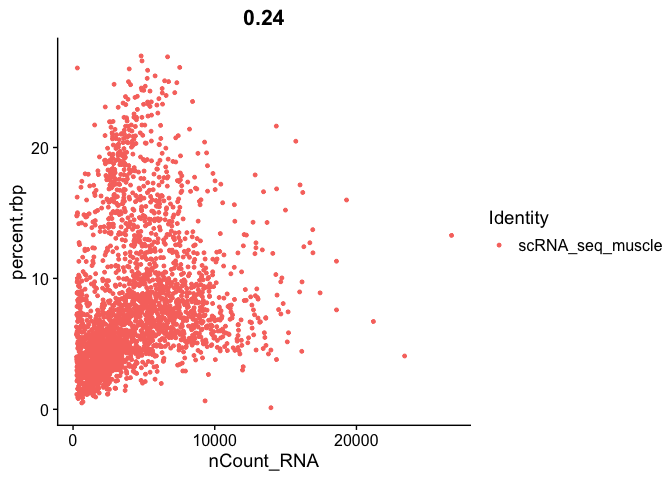 0.24
percent.rbp
20
10
0
0
10000
20000
nCount_RNA
Identity
scRNA_seq_muscle